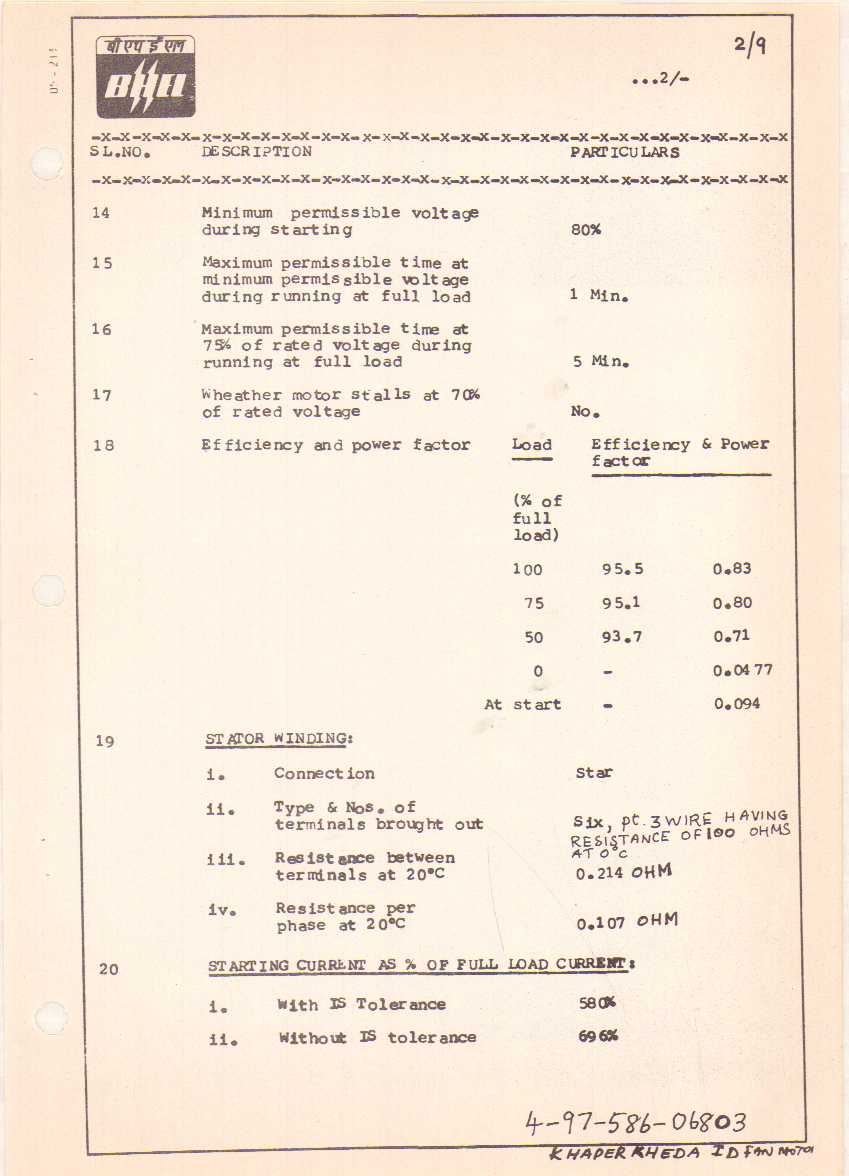 बी एच ई एल
BHEL
2/9
...2/-
-x-x-x-x-x-x-x-x-x-x-x-x-x-x-x-x-x-x-x-x-x-x-x-x-x-x-x-x-x-x-x-x-x-x-x
SL.NO. DESCRIPTION PARTICULARS
-x-x-x-x-x-x-x-x-x-x-x-x-x-x-x-x-x-x-x-x-x-x-x-x-x-x-x-x-x-x-x-x-x-x-x
14 Minimum permissible voltage
during starting 80%
15 Maximum permissible time at
minimum permissible voltage
during running at full load 1 Min.
16 Maximum permissible time at
75% of rated voltage during
running at full load 5 Min.
17 Wheather motor stalls at 70%
of rated voltage No.
18 Efficiency and power factor Load Efficiency & Power
factor
(% of
full
load)
100 95.5 0.83
75 95.1 0.80
50 93.7 0.71
0 - 0.0477
At start - 0.094
19 STATOR WINDING:
i. Connection Star
ii. Type & Nos. of
terminals brought out Six, pt. 3 WIRE HAVING
RESISTANCE OF 100 OHMS
AT 0°C
iii. Resistance between
terminals at 20°C 0.214 OHM
iv. Resistance per
phase at 20°C 0.107 OHM
20 STARTING CURRENT AS % OF FULL LOAD CURRENT:
i. With IS Tolerance 580%
ii. Without IS tolerance 696%
4-97-586-06803
KHAPERKHEDA ID FAN MOTOR